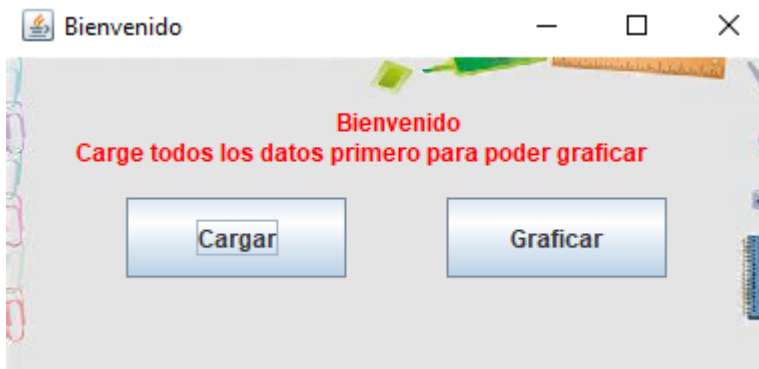 Bienvenido
Bienvenido
Carge todos los datos primero para poder graficar
Cargar
Graficar